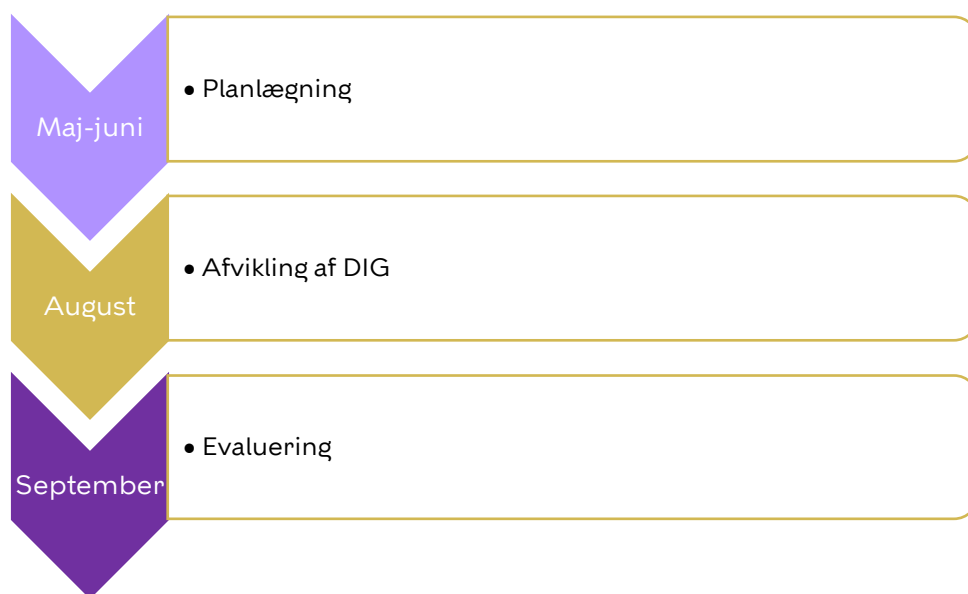 Maj-juni
• Planlægning
August
• Afvikling af DIG
September
• Evaluering